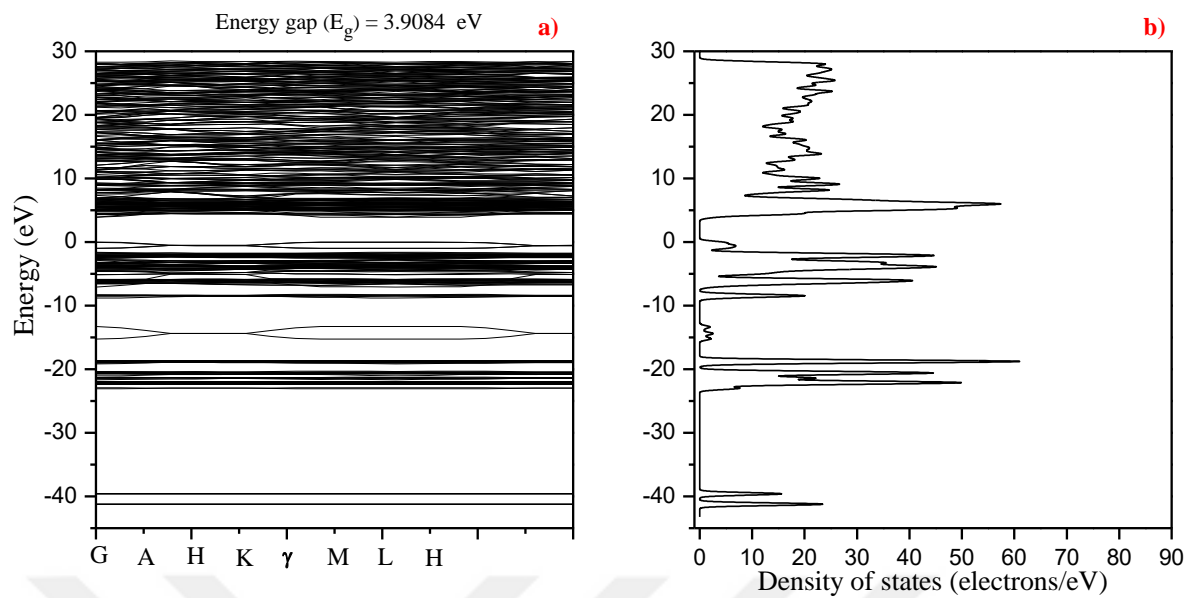 Energy gap (E_g) = 3.9084 eV
a)
b)
30
20
10
0
-10
-20
-30
-40
Energy (eV)
G A H K γ M L H
30
20
10
0
-10
-20
-30
-40
0 10 20 30 40 50 60 70 80 90
Density of states (electrons/eV)